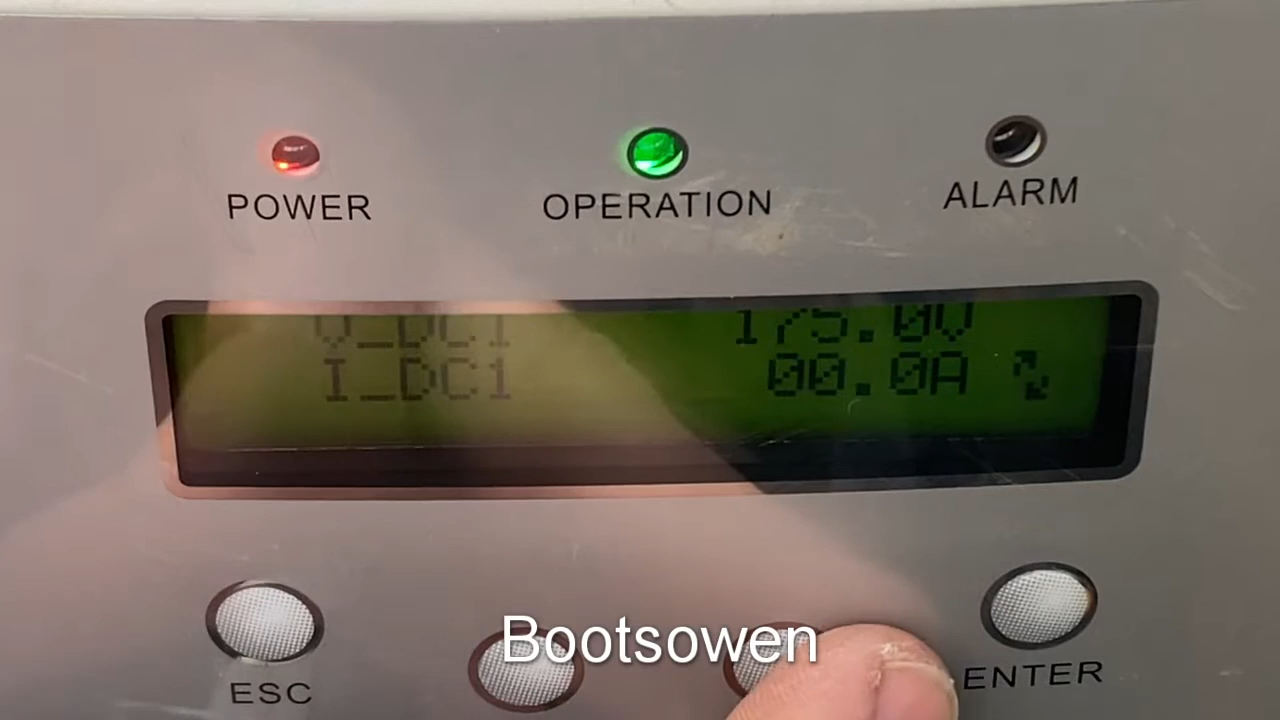 POWER OPERATION ALARM
V_DC1 175.0V
I_DC1 00.0A
Bootsowen
ESC ENTER